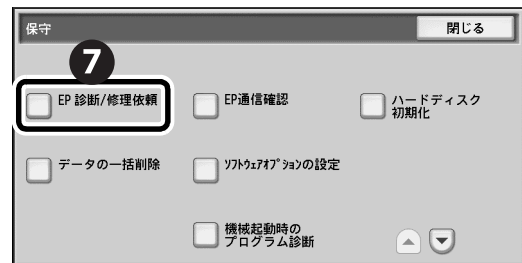 保守
閉じる
7
EP 診断/修理依頼
EP通信確認
ハードディスク
初期化
データの一括削除
ｿﾌﾄｳｪｱｵﾌﾟｼｮﾝの設定
機械起動時の
プログラム診断